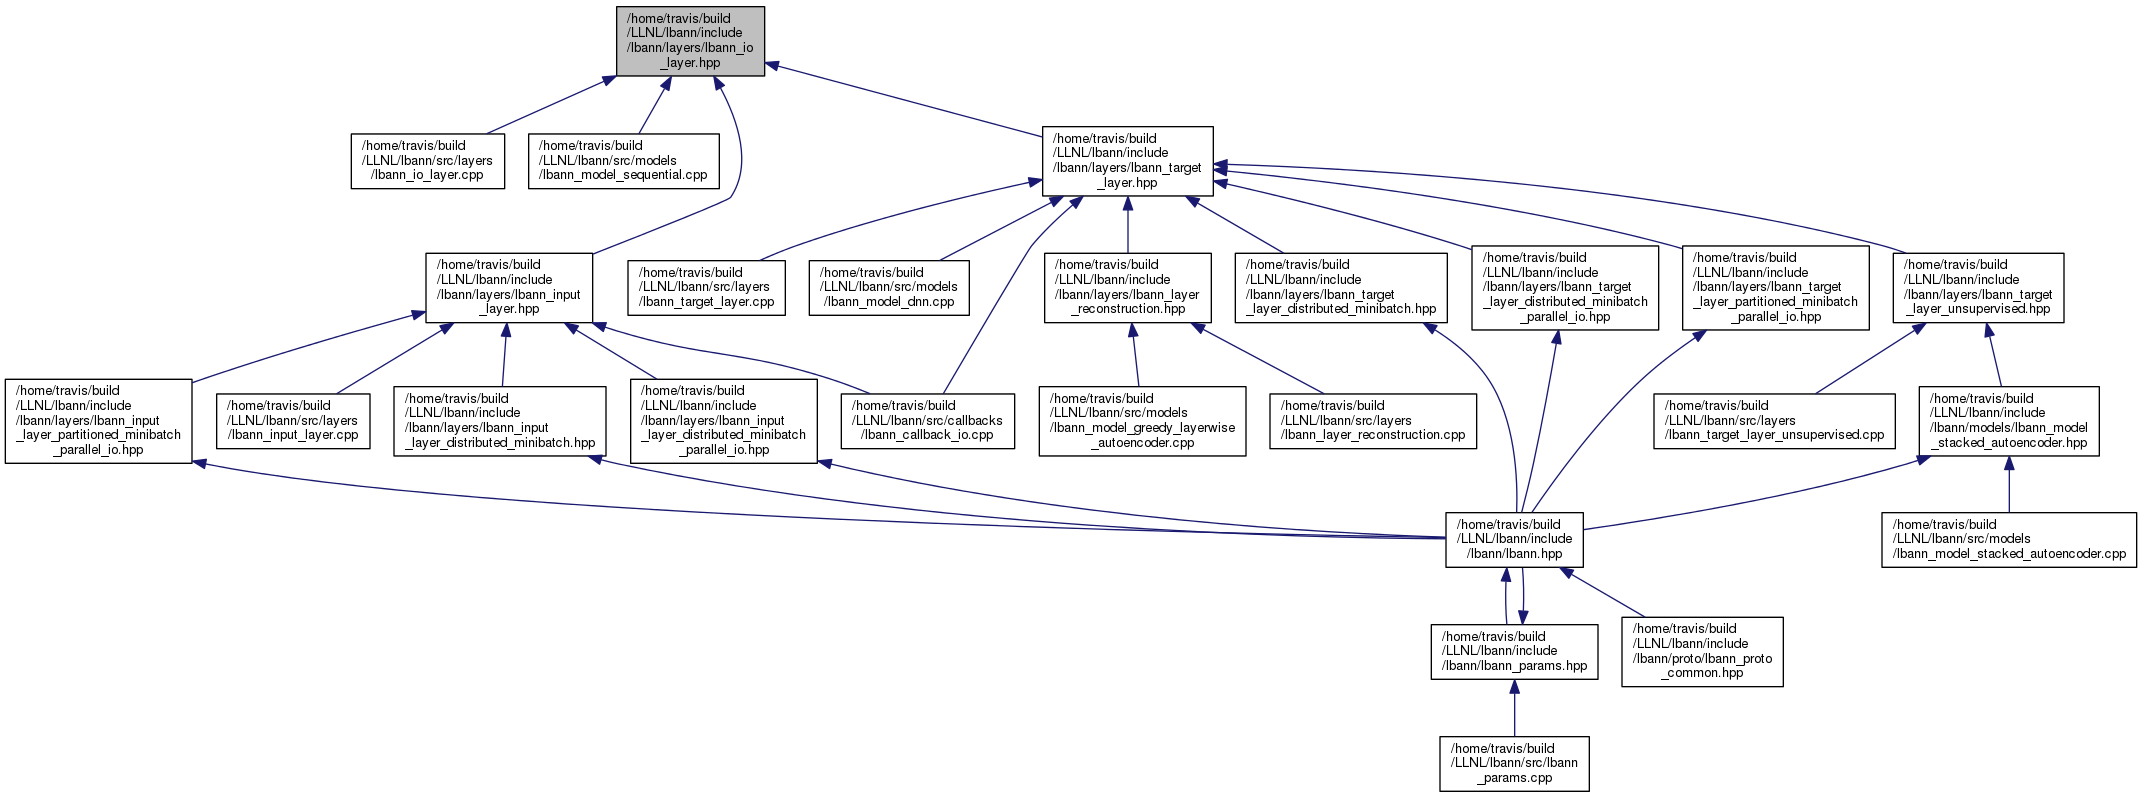 /home/travis/build
/LLNL/lbann/include
/lbann/layers/lbann_io
_layer.hpp
/home/travis/build
/LLNL/lbann/src/layers
/lbann_io_layer.cpp
/home/travis/build
/LLNL/lbann/src/models
/lbann_model_sequential.cpp
/home/travis/build
/LLNL/lbann/include
/lbann/layers/lbann_target
_layer.hpp
/home/travis/build
/LLNL/lbann/include
/lbann/layers/lbann_input
_layer.hpp
/home/travis/build
/LLNL/lbann/src/layers
/lbann_target_layer.cpp
/home/travis/build
/LLNL/lbann/src/models
/lbann_model_dnn.cpp
/home/travis/build
/LLNL/lbann/include
/lbann/layers/lbann_layer
_reconstruction.hpp
/home/travis/build
/LLNL/lbann/include
/lbann/layers/lbann_target
_layer_distributed_minibatch.hpp
/home/travis/build
/LLNL/lbann/include
/lbann/layers/lbann_target
_layer_distributed_minibatch
_parallel_io.hpp
/home/travis/build
/LLNL/lbann/include
/lbann/layers/lbann_target
_layer_partitioned_minibatch
_parallel_io.hpp
/home/travis/build
/LLNL/lbann/include
/lbann/layers/lbann_target
_layer_unsupervised.hpp
/home/travis/build
/LLNL/lbann/include
/lbann/layers/lbann_input
_layer_partitioned_minibatch
_parallel_io.hpp
/home/travis/build
/LLNL/lbann/src/layers
/lbann_input_layer.cpp
/home/travis/build
/LLNL/lbann/include
/lbann/layers/lbann_input
_layer_distributed_minibatch.hpp
/home/travis/build
/LLNL/lbann/include
/lbann/layers/lbann_input
_layer_distributed_minibatch
_parallel_io.hpp
/home/travis/build
/LLNL/lbann/src/callbacks
/lbann_callback_io.cpp
/home/travis/build
/LLNL/lbann/src/models
/lbann_model_greedy_layerwise
_autoencoder.cpp
/home/travis/build
/LLNL/lbann/src/layers
/lbann_layer_reconstruction.cpp
/home/travis/build
/LLNL/lbann/src/layers
/lbann_target_layer_unsupervised.cpp
/home/travis/build
/LLNL/lbann/include
/lbann/models/lbann_model
_stacked_autoencoder.hpp
/home/travis/build
/LLNL/lbann/include
/lbann/lbann.hpp
/home/travis/build
/LLNL/lbann/src/models
/lbann_model_stacked_autoencoder.cpp
/home/travis/build
/LLNL/lbann/include
/lbann/lbann_params.hpp
/home/travis/build
/LLNL/lbann/include
/lbann/proto/lbann_proto
_common.hpp
/home/travis/build
/LLNL/lbann/src/lbann
_params.cpp